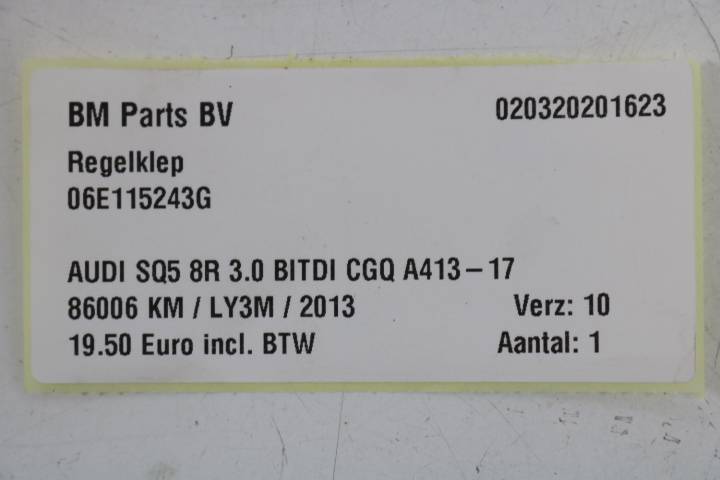 BM Parts BV 020320201623
Regelklep
06E115243G
AUDI SQ5 8R 3.0 BITDI CGQ A413-17
86006 KM / LY3M / 2013 Verz: 10
19.50 Euro incl. BTW Aantal: 1